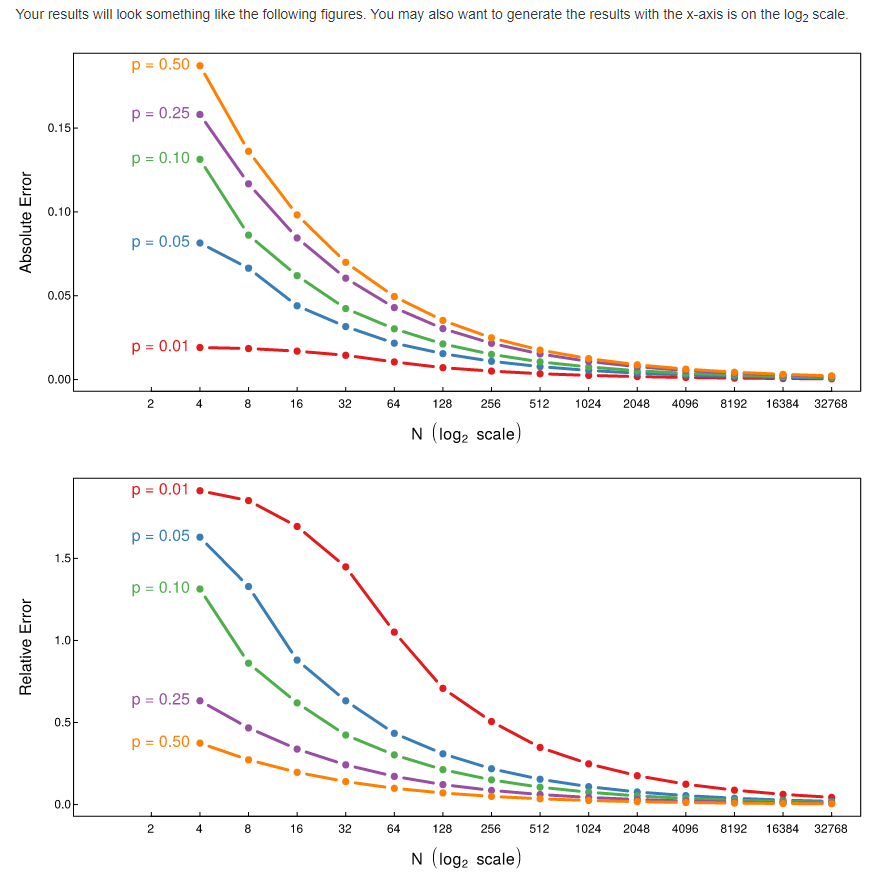 Your results will look something like the following figures. You may also want to generate the results with the x-axis is on the log2 scale.
p = 0.50
p = 0.25
p = 0.10
p = 0.05
p = 0.01
0.15
0.10
0.05
0.00
Absolute Error
2 4 8 16 32 64 128 256 512 1024 2048 4096 8192 16384 32768
N (log2 scale)
p = 0.01
p = 0.05
p = 0.10
p = 0.25
p = 0.50
1.5
1.0
0.5
0.0
Relative Error
2 4 8 16 32 64 128 256 512 1024 2048 4096 8192 16384 32768
N (log2 scale)